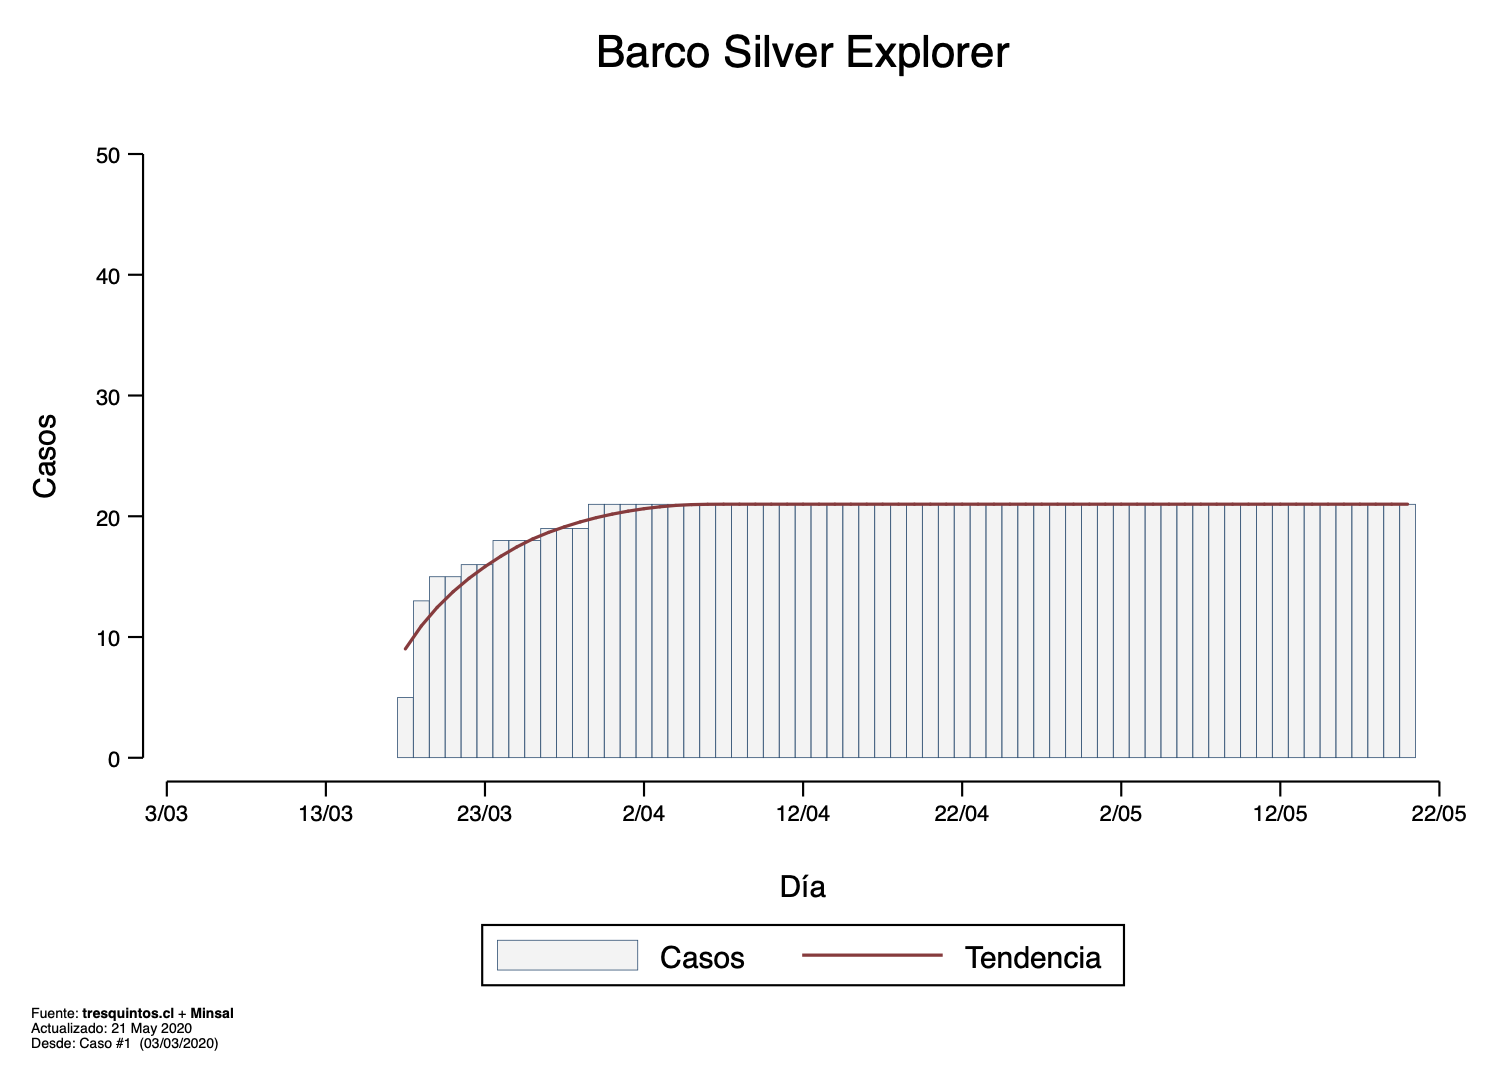 Barco Silver Explorer
50
40
30
20
10
0
Casos
3/03 13/03 23/03 2/04 12/04 22/04 2/05 12/05 22/05
Día
Casos Tendencia
Fuente: tresquintos.cl + Minsal
Actualizado: 21 May 2020
Desde: Caso #1 (03/03/2020)